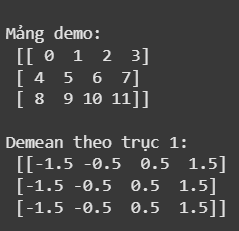 Mảng demo:
[[ 0 1 2 3]
[ 4 5 6 7]
[ 8 9 10 11]]
Demean theo trục 1:
[[-1.5 -0.5 0.5 1.5]
[-1.5 -0.5 0.5 1.5]
[-1.5 -0.5 0.5 1.5]]